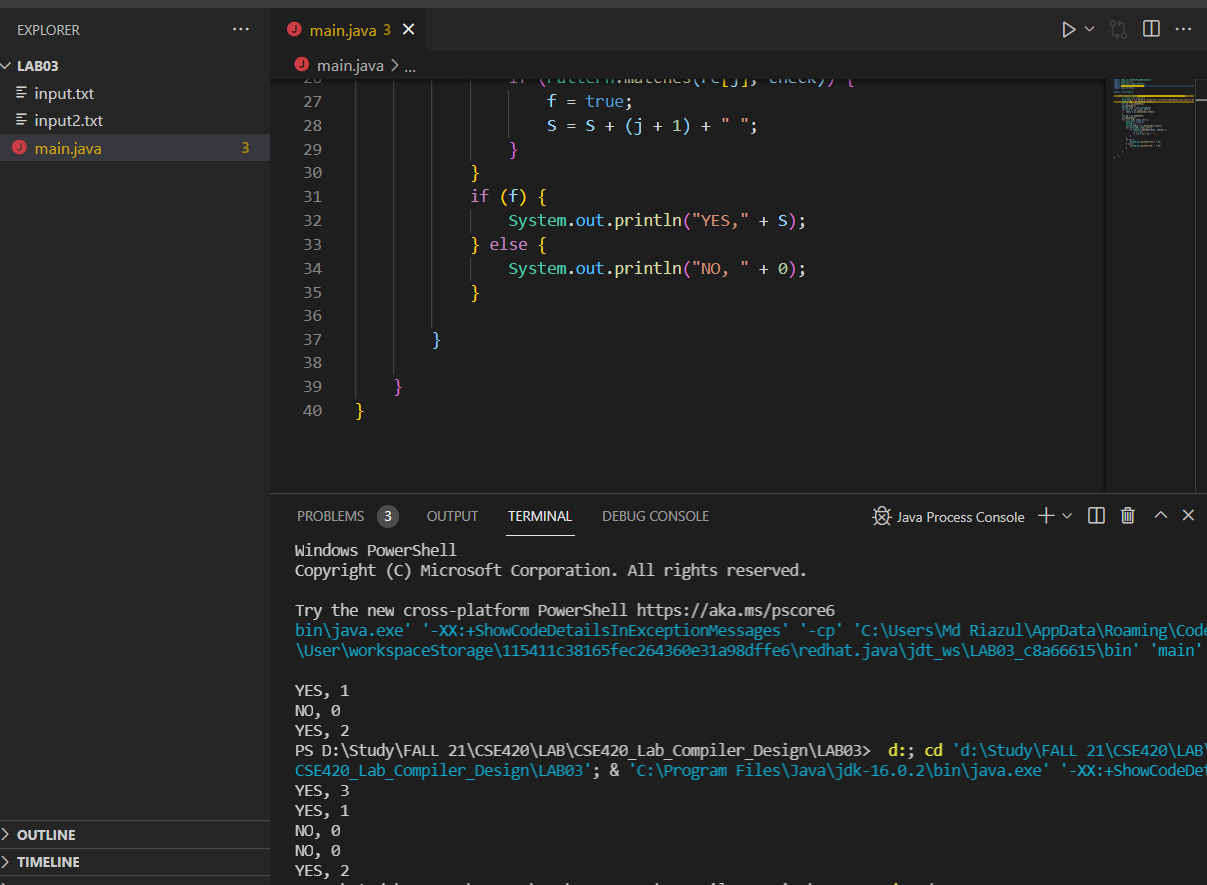 EXPLORER
LAB03
input.txt
input2.txt
main.java 3
OUTLINE
TIMELINE
main.java 3
main.java > ...
26 if (Pattern.matches(re[j], check)) {
27 f = true;
28 S = S + (j + 1) + " ";
29 }
30 }
31 if (f) {
32 System.out.println("YES," + S);
33 } else {
34 System.out.println("NO, " + 0);
35 }
36
37 }
38
39 }
40 }
PROBLEMS 3 OUTPUT TERMINAL DEBUG CONSOLE Java Process Console
Windows PowerShell
Copyright (C) Microsoft Corporation. All rights reserved.
Try the new cross-platform PowerShell https://aka.ms/pscore6
bin\java.exe' '-XX:+ShowCodeDetailsInExceptionMessages' '-cp' 'C:\Users\Md Riazul\AppData\Roaming\Code
\User\workspaceStorage\115411c38165fec264360e31a98dffe6\redhat.java\jdt_ws\LAB03_c8a66615\bin' 'main'
YES, 1
NO, 0
YES, 2
PS D:\Study\FALL 21\CSE420\LAB\CSE420_Lab_Compiler_Design\LAB03> d:; cd 'd:\Study\FALL 21\CSE420\LAB\
CSE420_Lab_Compiler_Design\LAB03'; & 'C:\Program Files\Java\jdk-16.0.2\bin\java.exe' '-XX:+ShowCodeDet
YES, 3
YES, 1
NO, 0
NO, 0
YES, 2